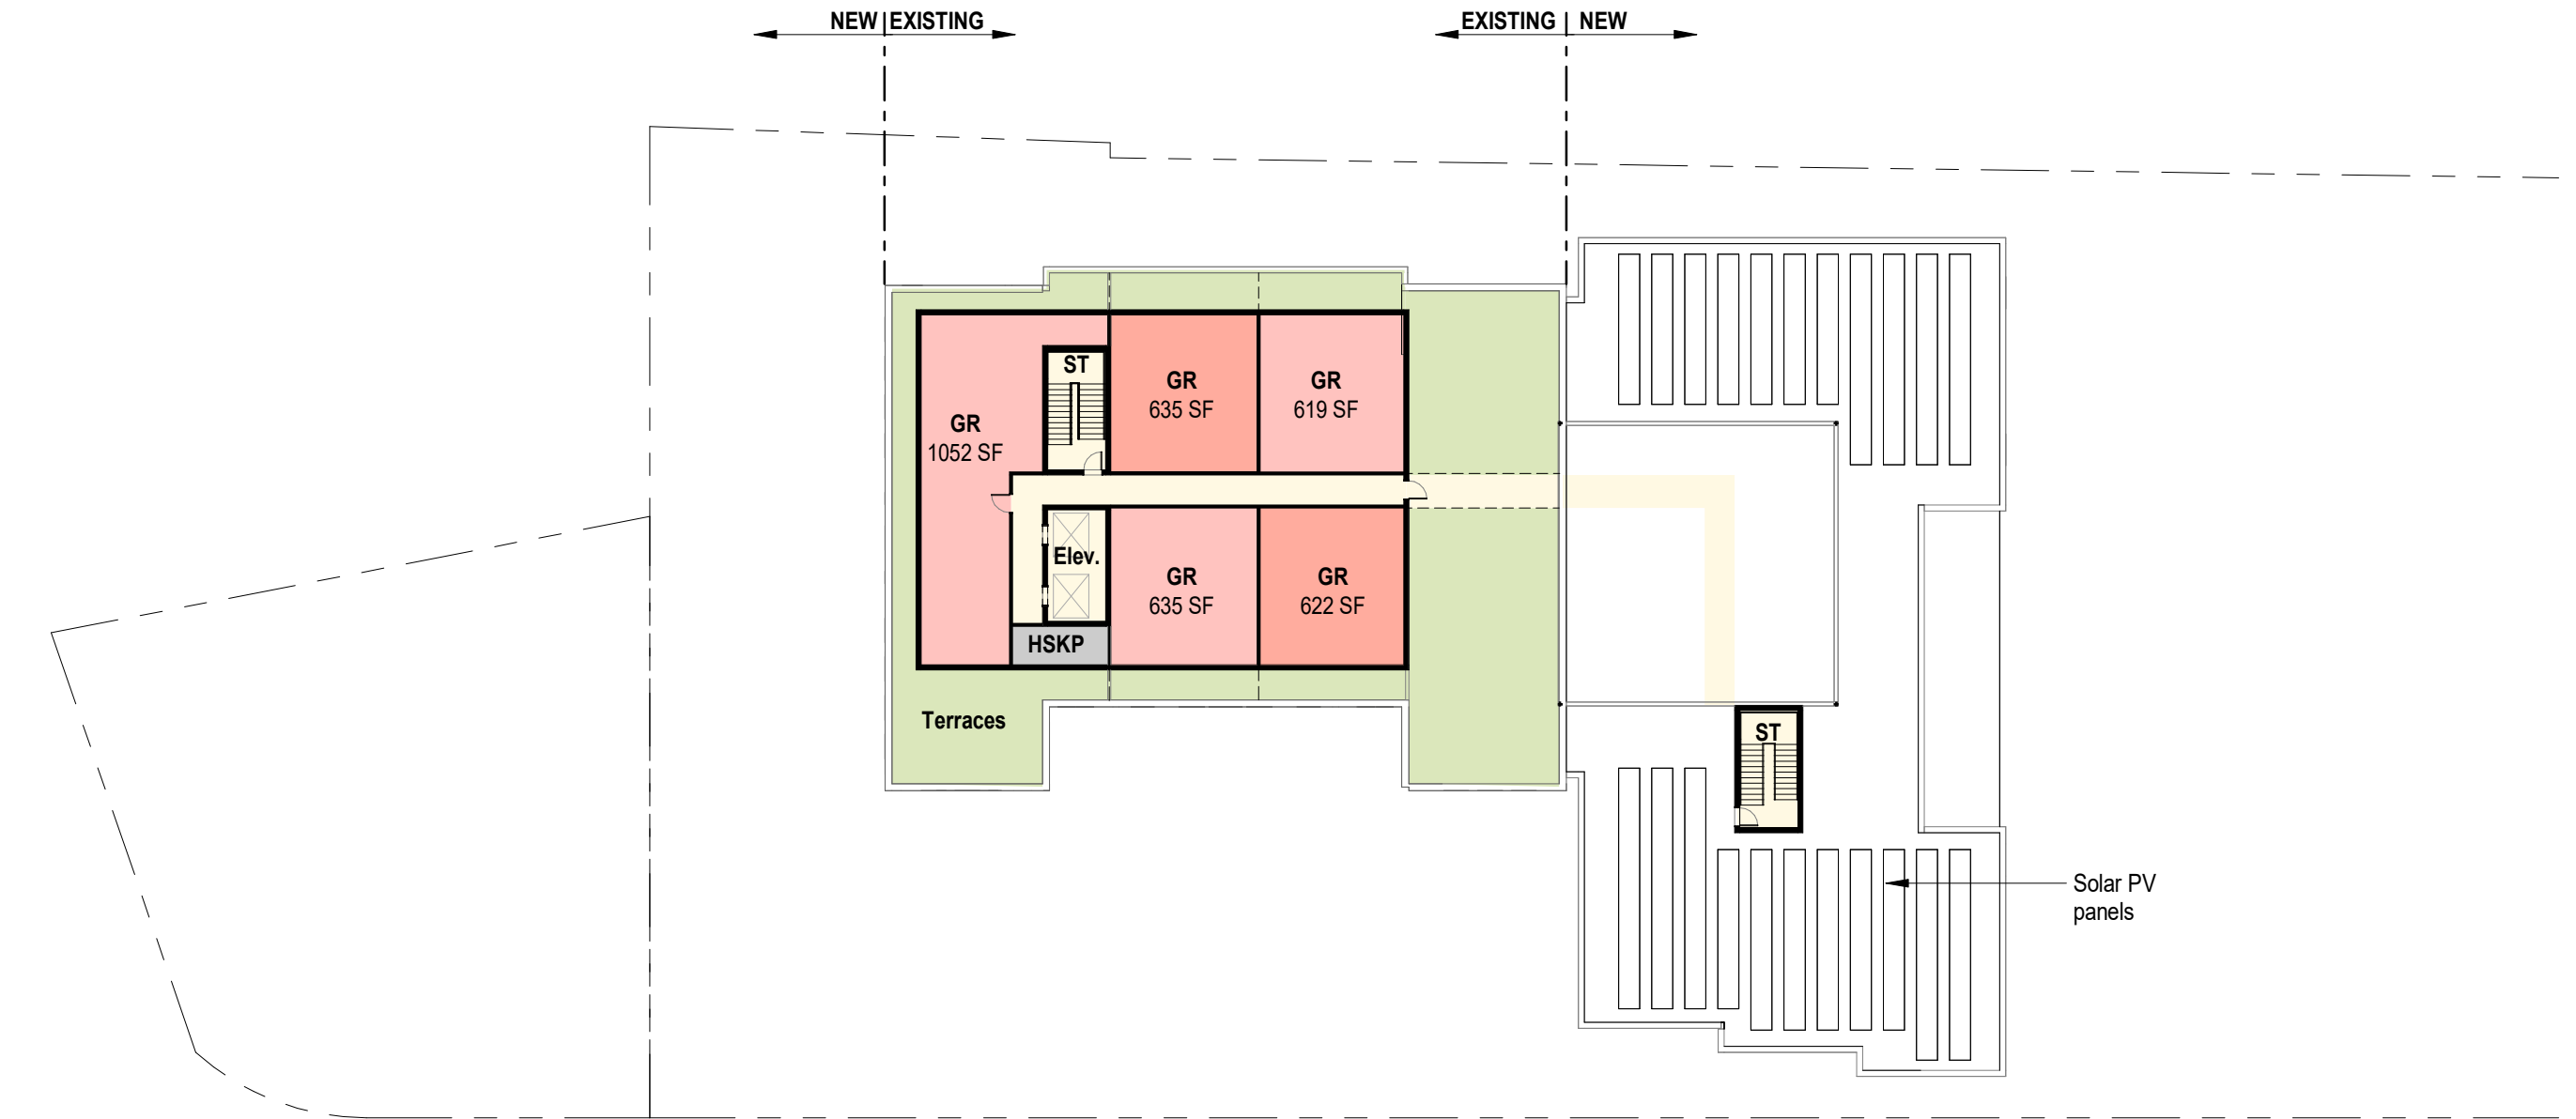 NEW EXISTING
EXISTING NEW
ST
GR
635 SF
GR
619 SF
GR
1052 SF
Elev.
GR
635 SF
GR
622 SF
HSKP
Terraces
ST
Solar PV
panels